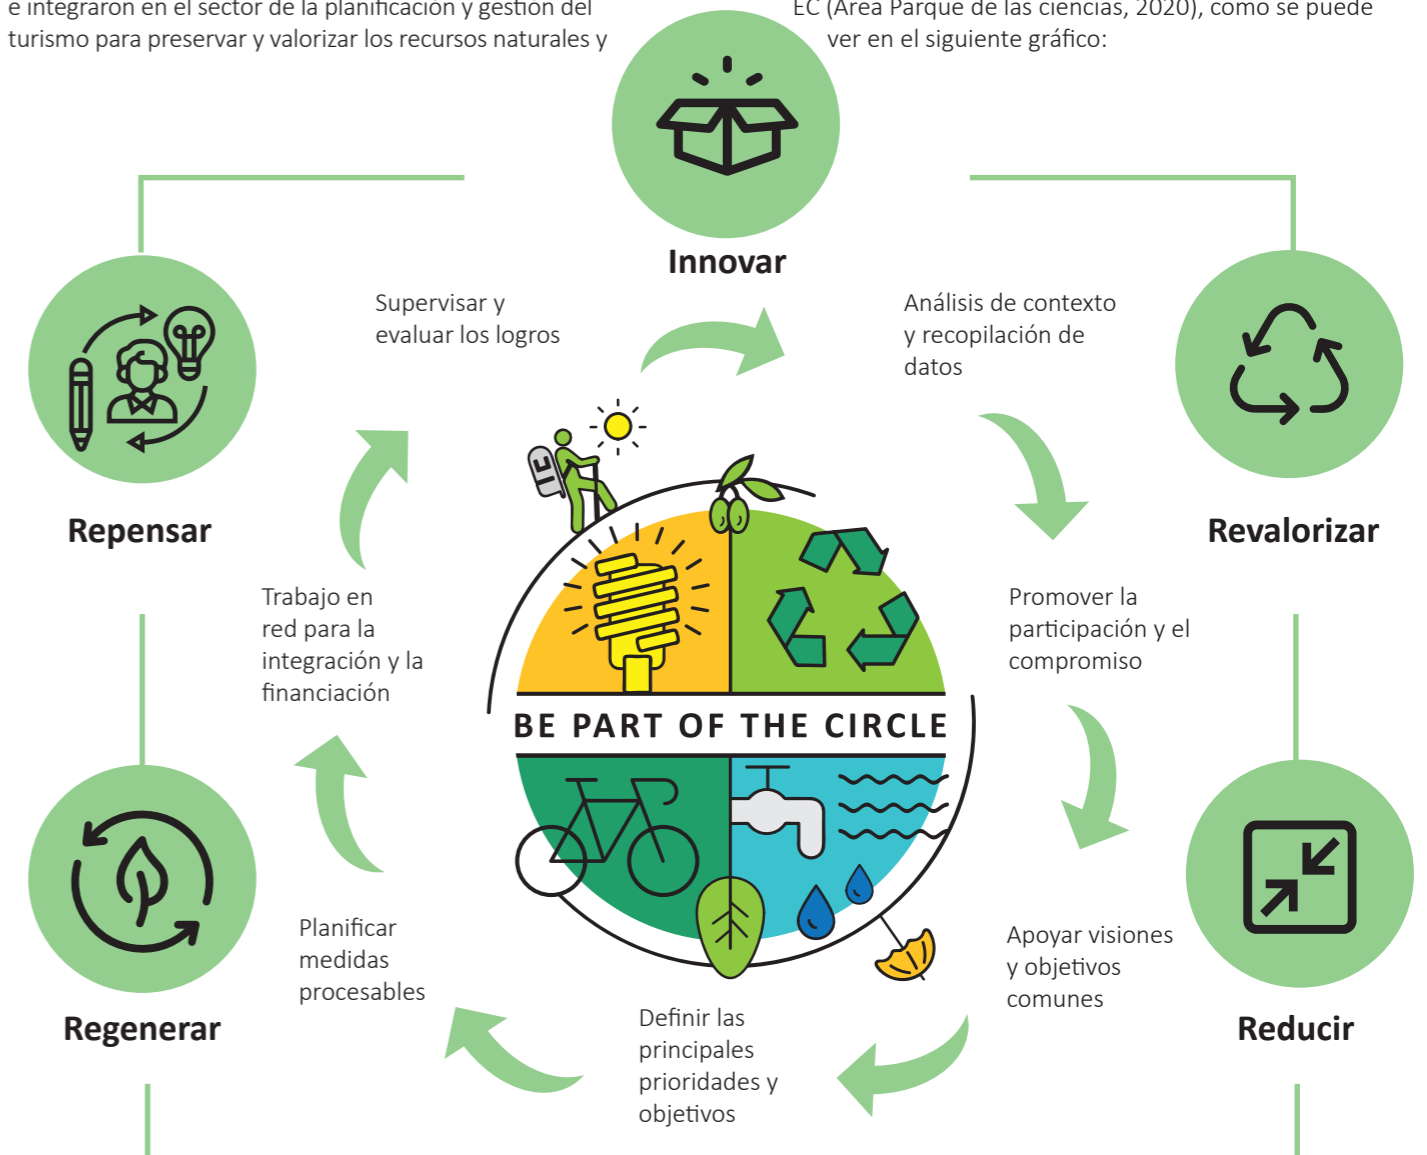 e integraron en el sector de la planificación y gestión del
turismo para preservar y valorizar los recursos naturales y
EC (Área Parque de las ciencias, 2020), como se puede
ver en el siguiente gráfico:
Innovar
Supervisar y
evaluar los logros
Análisis de contexto
y recopilación de
datos
Repensar
Revalorizar
Trabajo en
red para la
integración y la
financiación
Promover la
participación y el
compromiso
BE PART OF THE CIRCLE
Planificar
medidas
procesables
Apoyar visiones
y objetivos
comunes
Regenerar
Definir las
principales
prioridades y
objetivos
Reducir